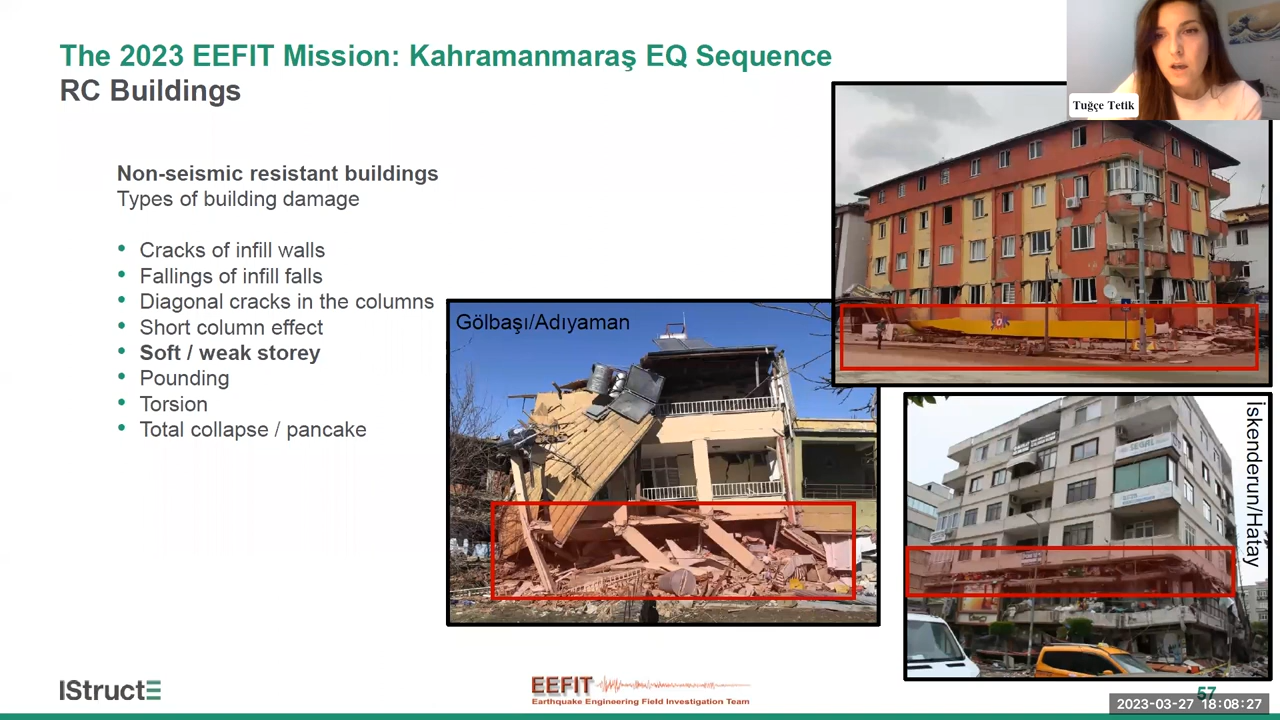 The 2023 EEFIT Mission: Kahramanmaraş EQ Sequence
RC Buildings
Tuğçe Tetik
Non-seismic resistant buildings
Types of building damage
• Cracks of infill walls
• Fallings of infill falls
• Diagonal cracks in the columns
• Short column effect
• Soft / weak storey
• Pounding
• Torsion
• Total collapse / pancake
Gölbaşı/Adıyaman
İskenderun/Hatay
IStructE
EEFIT
Earthquake Engineering Field Investigation Team
57
2023-03-27 18:08:27